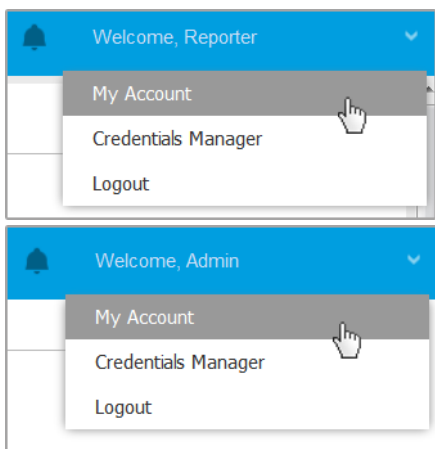 Welcome, Reporter
My Account
Credentials Manager
Logout
Welcome, Admin
My Account
Credentials Manager
Logout